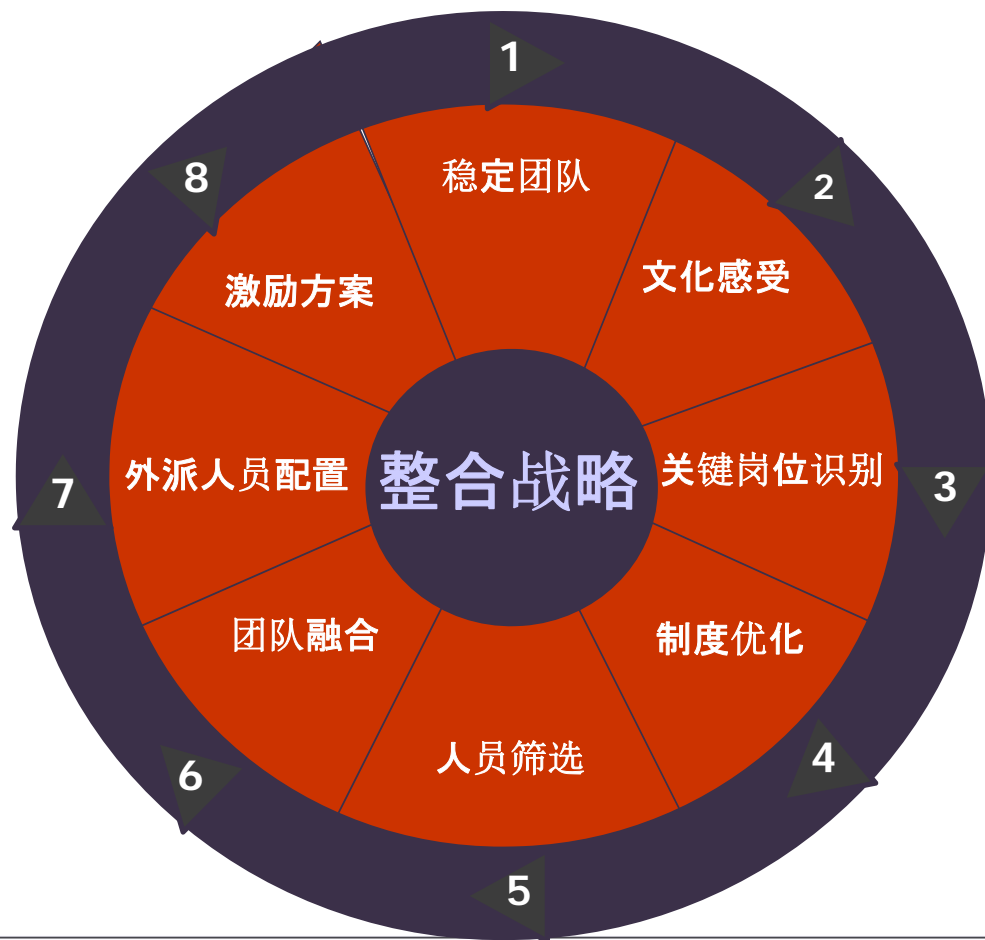 1
稳定团队
2
文化感受
3
关键岗位识别
4
制度优化
5
人员筛选
6
团队融合
7
外派人员配置
8
激励方案
整合战略